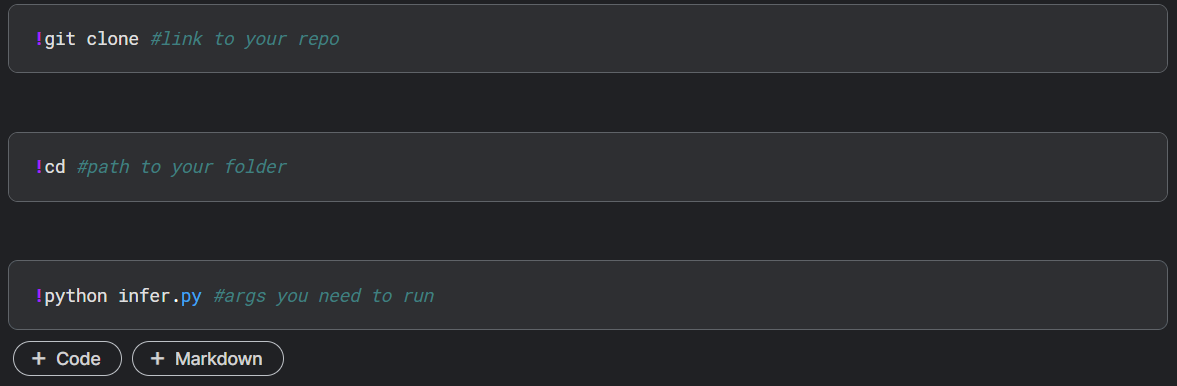 !git clone #link to your repo
!cd #path to your folder
!python infer.py #args you need to run
+ Code + Markdown